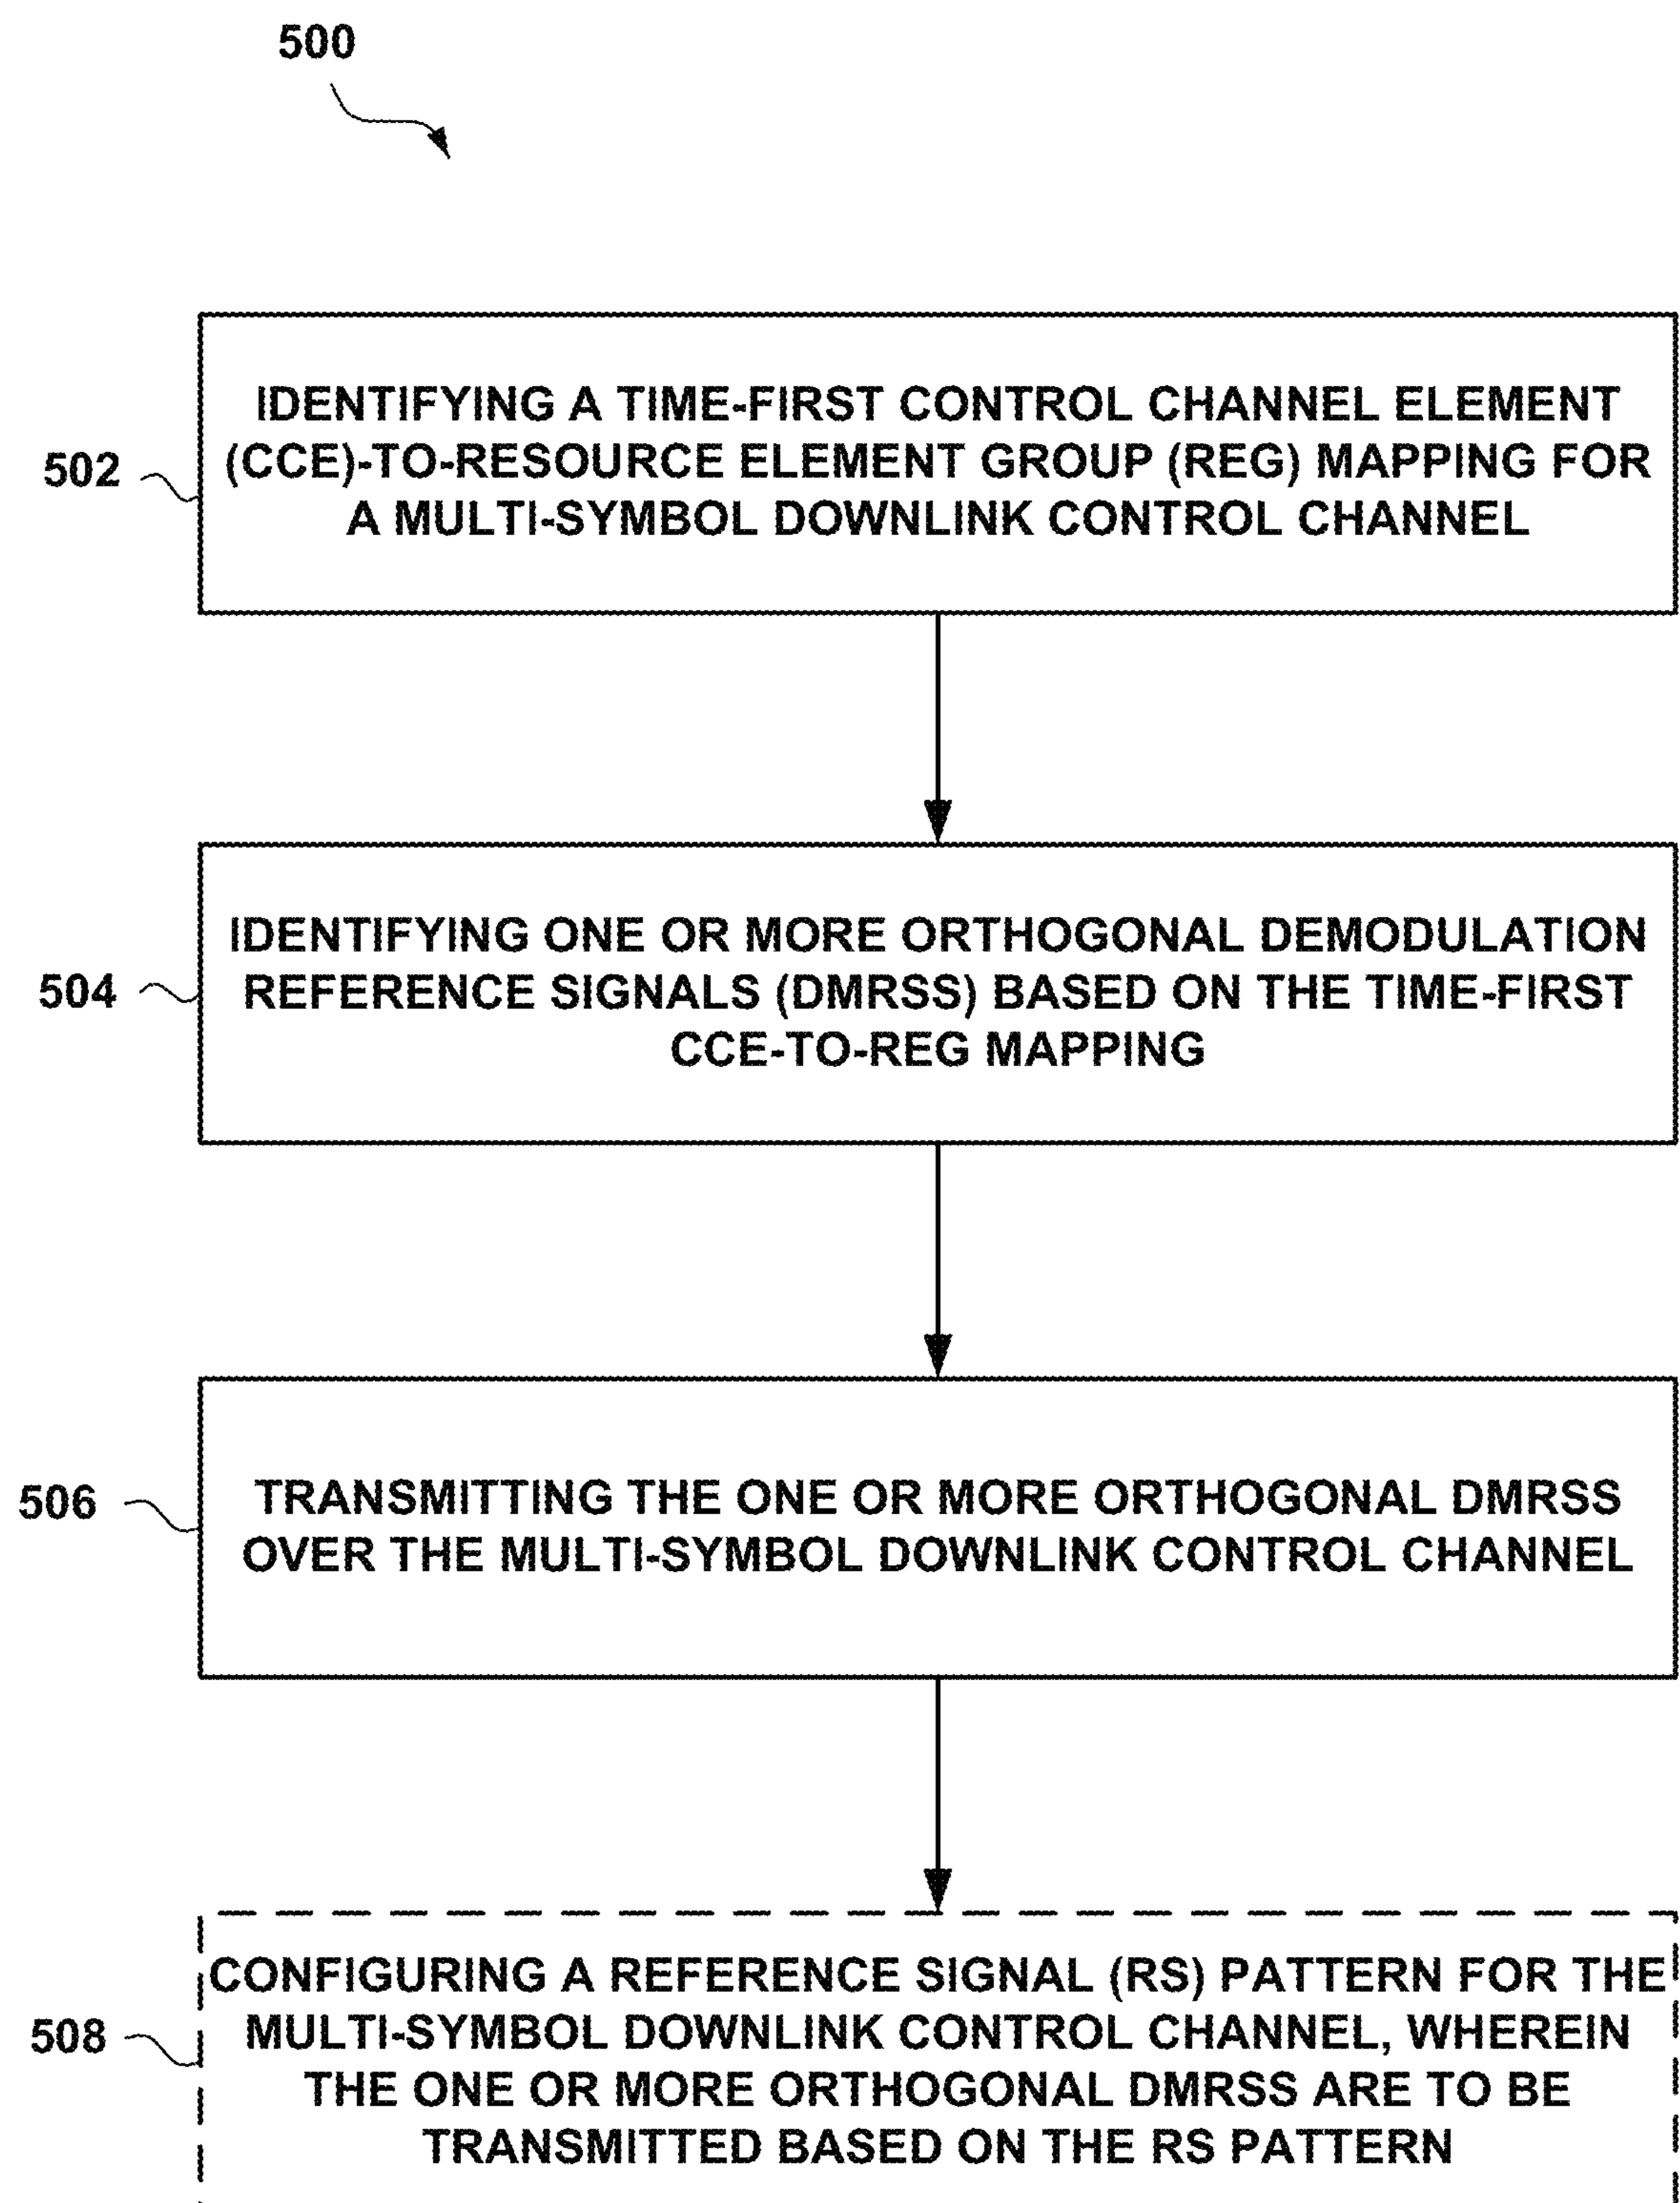 500
502
IDENTIFYING A TIME-FIRST CONTROL CHANNEL ELEMENT
(CCE)-TO-RESOURCE ELEMENT GROUP (REG) MAPPING FOR
A MULTI-SYMBOL DOWNLINK CONTROL CHANNEL
504
IDENTIFYING ONE OR MORE ORTHOGONAL DEMODULATION
REFERENCE SIGNALS (DMRSS) BASED ON THE TIME-FIRST
CCE-TO-REG MAPPING
506
TRANSMITTING THE ONE OR MORE ORTHOGONAL DMRSS
OVER THE MULTI-SYMBOL DOWNLINK CONTROL CHANNEL
508
CONFIGURING A REFERENCE SIGNAL (RS) PATTERN FOR THE
MULTI-SYMBOL DOWNLINK CONTROL CHANNEL, WHEREIN
THE ONE OR MORE ORTHOGONAL DMRSS ARE TO BE
TRANSMITTED BASED ON THE RS PATTERN